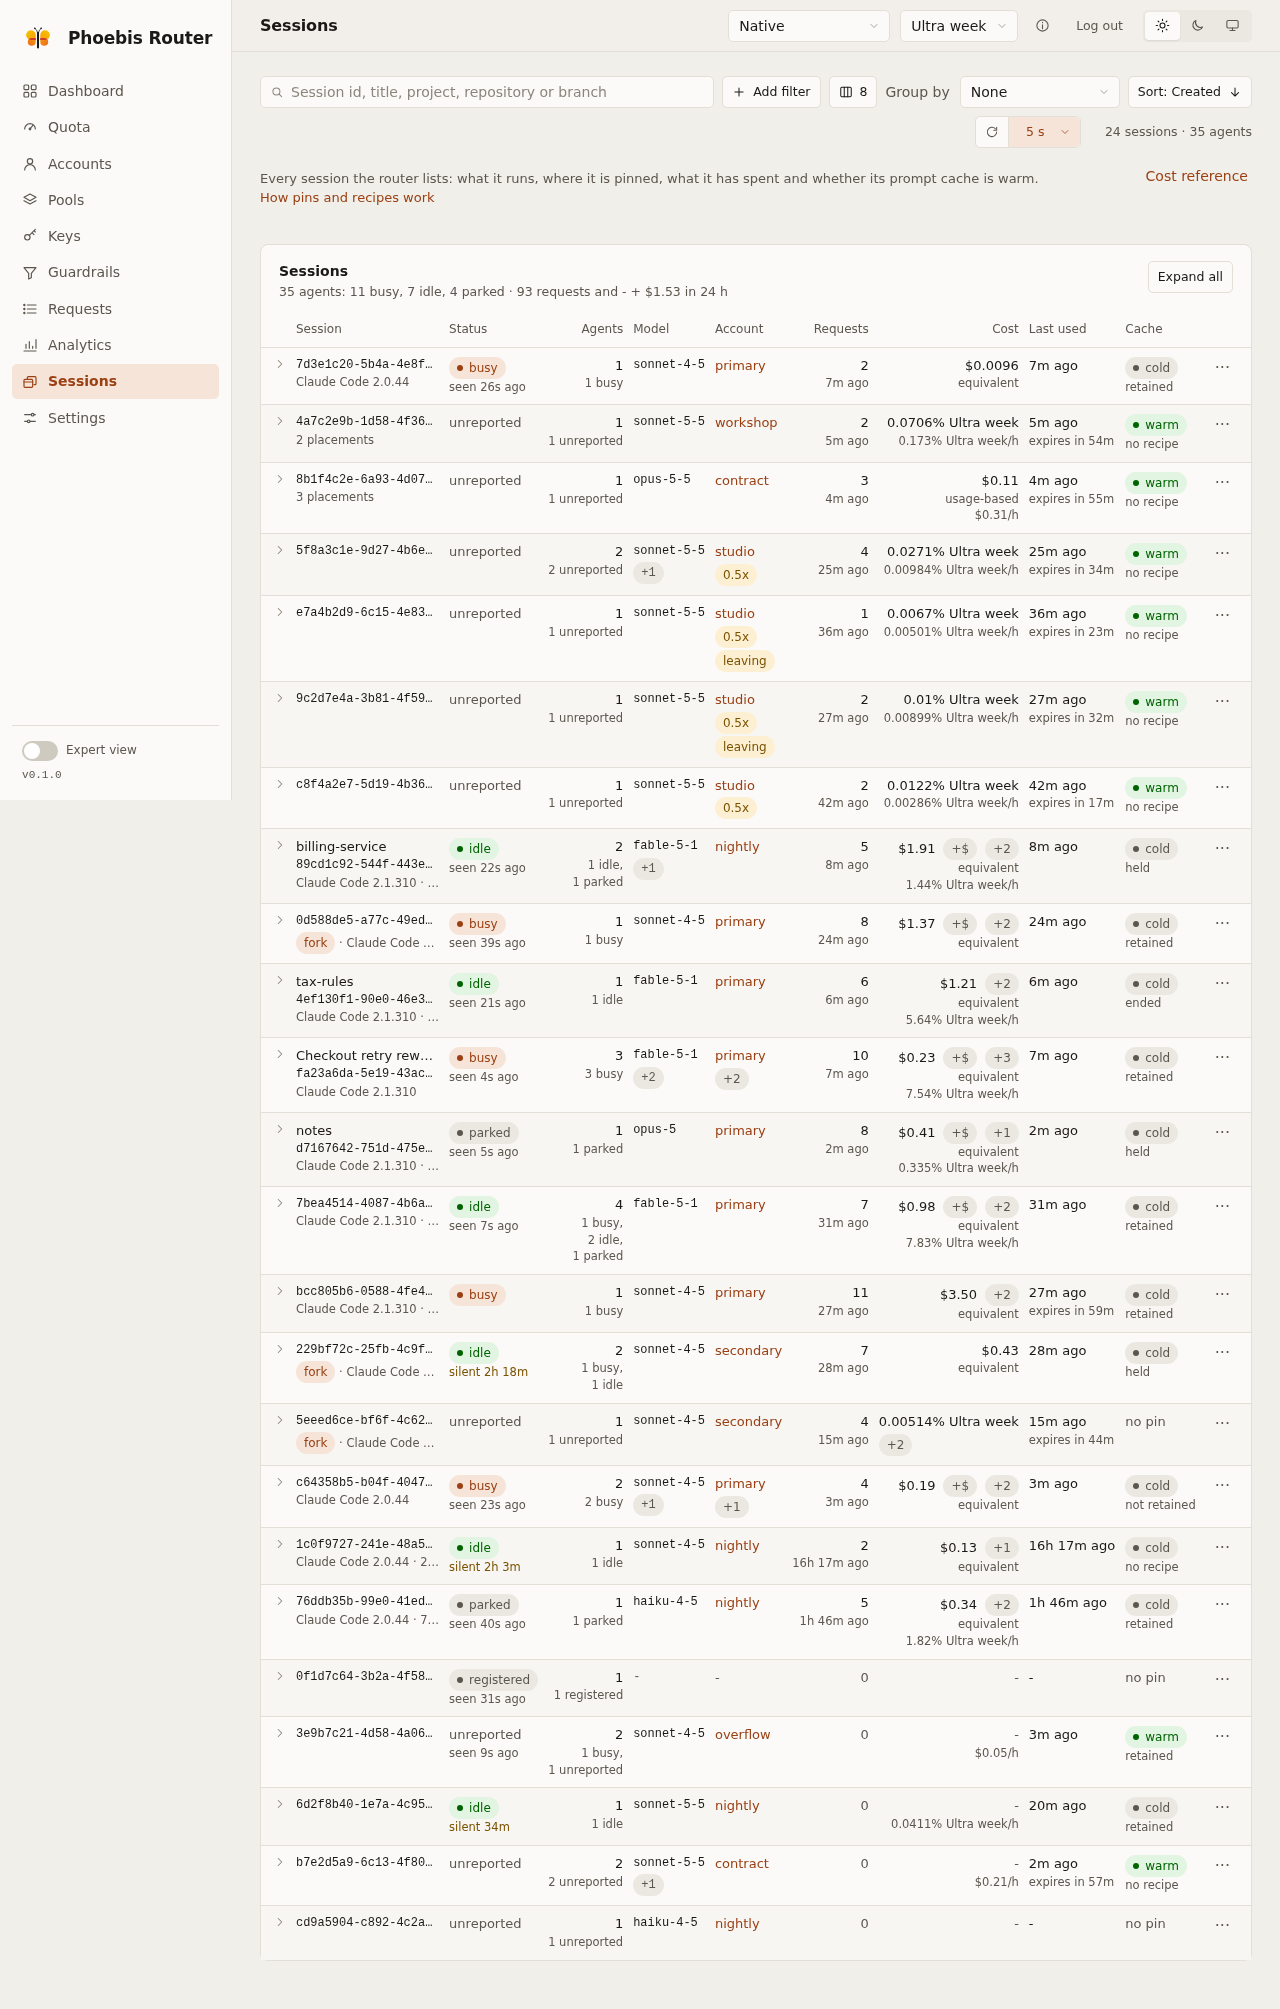 Phoebis Router
Dashboard
Quota
Accounts
Pools
Keys
Guardrails
Requests
Analytics
Sessions
Settings
Expert view
v0.1.0
Sessions
Native
Ultra week
Log out
Session id, title, project, repository or branch
Add filter
8
Group by
None
Sort: Created
5 s
24 sessions · 35 agents
Every session the router lists: what it runs, where it is pinned, what it has spent and whether its prompt cache is warm.
How pins and recipes work
Cost reference
Sessions
35 agents: 11 busy, 7 idle, 4 parked · 93 requests and - + $1.53 in 24 h
Expand all
Session Status Agents Model Account Requests Cost Last used Cache
7d3e1c20-5b4a-4e8f… busy 1 sonnet-4-5 primary 2 $0.0096 7m ago cold ···
Claude Code 2.0.44 seen 26s ago 1 busy 7m ago equivalent retained
4a7c2e9b-1d58-4f36… unreported 1 sonnet-5-5 workshop 2 0.0706% Ultra week 5m ago warm ···
2 placements 1 unreported 5m ago 0.173% Ultra week/h expires in 54m no recipe
8b1f4c2e-6a93-4d07… unreported 1 opus-5-5 contract 3 $0.11 4m ago warm ···
3 placements 1 unreported 4m ago usage-based expires in 55m no recipe
$0.31/h
5f8a3c1e-9d27-4b6e… unreported 2 sonnet-5-5 studio 4 0.0271% Ultra week 25m ago warm ···
2 unreported +1 0.5x 25m ago 0.00984% Ultra week/h expires in 34m no recipe
e7a4b2d9-6c15-4e83… unreported 1 sonnet-5-5 studio 1 0.0067% Ultra week 36m ago warm ···
1 unreported 0.5x 36m ago 0.00501% Ultra week/h expires in 23m no recipe
leaving
9c2d7e4a-3b81-4f59… unreported 1 sonnet-5-5 studio 2 0.01% Ultra week 27m ago warm ···
1 unreported 0.5x 27m ago 0.00899% Ultra week/h expires in 32m no recipe
leaving
c8f4a2e7-5d19-4b36… unreported 1 sonnet-5-5 studio 2 0.0122% Ultra week 42m ago warm ···
1 unreported 0.5x 42m ago 0.00286% Ultra week/h expires in 17m no recipe
billing-service idle 2 fable-5-1 nightly 5 $1.91 +$ +2 8m ago cold ···
89cd1c92-544f-443e… seen 22s ago 1 idle, +1 8m ago equivalent held
Claude Code 2.1.310 · … 1 parked 1.44% Ultra week/h
0d588de5-a77c-49ed… busy 1 sonnet-4-5 primary 8 $1.37 +$ +2 24m ago cold ···
fork · Claude Code … seen 39s ago 1 busy 24m ago equivalent retained
tax-rules idle 1 fable-5-1 primary 6 $1.21 +2 6m ago cold ···
4ef130f1-90e0-46e3… seen 21s ago 1 idle 6m ago equivalent ended
Claude Code 2.1.310 · … 5.64% Ultra week/h
Checkout retry rew… busy 3 fable-5-1 primary 10 $0.23 +$ +3 7m ago cold ···
fa23a6da-5e19-43ac… seen 4s ago 3 busy +2 +2 7m ago equivalent retained
Claude Code 2.1.310 7.54% Ultra week/h
notes parked 1 opus-5 primary 8 $0.41 +$ +1 2m ago cold ···
d7167642-751d-475e… seen 5s ago 1 parked 2m ago equivalent held
Claude Code 2.1.310 · … 0.335% Ultra week/h
7bea4514-4087-4b6a… idle 4 fable-5-1 primary 7 $0.98 +$ +2 31m ago cold ···
Claude Code 2.1.310 · … seen 7s ago 1 busy, 31m ago equivalent retained
2 idle, 7.83% Ultra week/h
1 parked
bcc805b6-0588-4fe4… busy 1 sonnet-4-5 primary 11 $3.50 +2 27m ago cold ···
Claude Code 2.1.310 · … 1 busy 27m ago equivalent expires in 59m retained
229bf72c-25fb-4c9f… idle 2 sonnet-4-5 secondary 7 $0.43 28m ago cold ···
fork · Claude Code … silent 2h 18m 1 busy, 28m ago equivalent held
1 idle
5eeed6ce-bf6f-4c62… unreported 1 sonnet-4-5 secondary 4 0.00514% Ultra week 15m ago no pin ···
fork · Claude Code … 1 unreported 15m ago +2 expires in 44m
c64358b5-b04f-4047… busy 2 sonnet-4-5 primary 4 $0.19 +$ +2 3m ago cold ···
Claude Code 2.0.44 seen 23s ago 2 busy +1 +1 3m ago equivalent not retained
1c0f9727-241e-48a5… idle 1 sonnet-4-5 nightly 2 $0.13 +1 16h 17m ago cold ···
Claude Code 2.0.44 · 2… silent 2h 3m 1 idle 16h 17m ago equivalent no recipe
76ddb35b-99e0-41ed… parked 1 haiku-4-5 nightly 5 $0.34 +2 1h 46m ago cold ···
Claude Code 2.0.44 · 7… seen 40s ago 1 parked 1h 46m ago equivalent retained
1.82% Ultra week/h
0f1d7c64-3b2a-4f58… registered 1 - - 0 - - no pin ···
seen 31s ago 1 registered
3e9b7c21-4d58-4a06… unreported 2 sonnet-4-5 overflow 0 - 3m ago warm ···
seen 9s ago 1 busy, $0.05/h retained
1 unreported
6d2f8b40-1e7a-4c95… idle 1 sonnet-5-5 nightly 0 - 20m ago cold ···
silent 34m 1 idle 0.0411% Ultra week/h retained
b7e2d5a9-6c13-4f80… unreported 2 sonnet-5-5 contract 0 - 2m ago warm ···
2 unreported +1 $0.21/h expires in 57m no recipe
cd9a5904-c892-4c2a… unreported 1 haiku-4-5 nightly 0 - - no pin ···
1 unreported